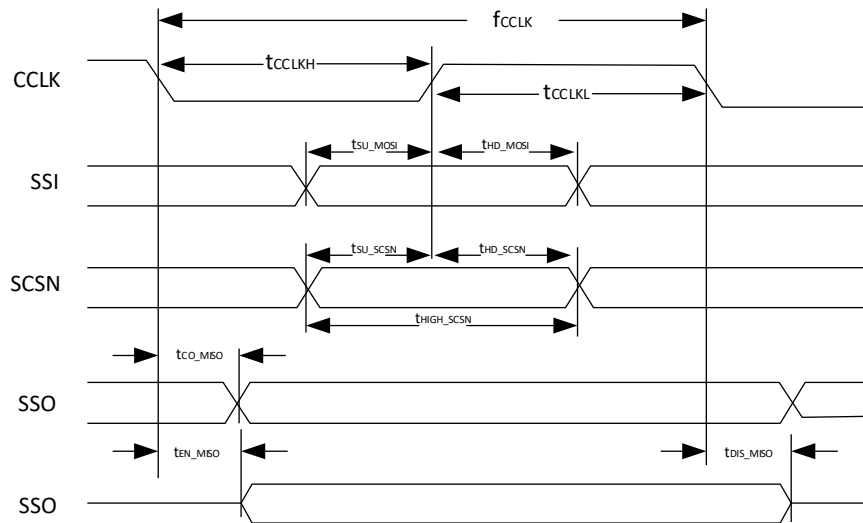 fCCLK
tCCLKH
CCLK
tCCLKL
tSU_MOSI tHD_MOSI
SSI
tSU_SCSN tHD_SCSN
SCSN
tHIGH_SCSN
tCO_MISO
SSO
tEN_MISO tDIS_MISO
SSO